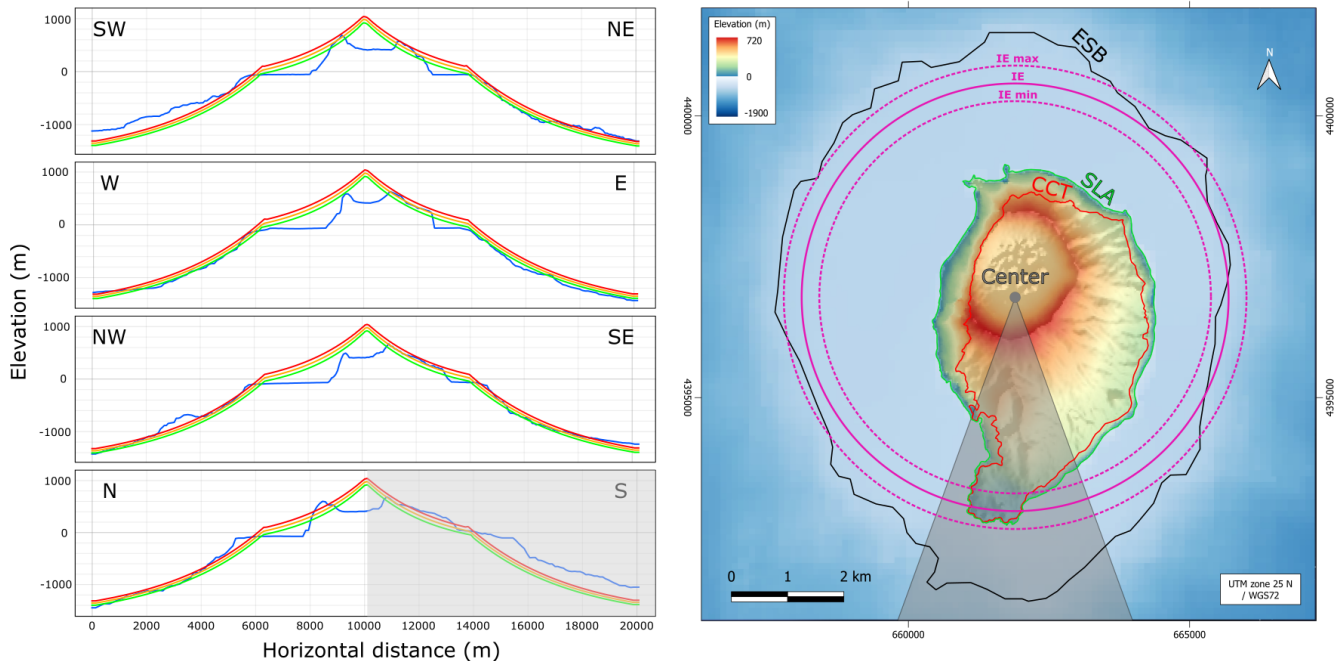 SW NE
1000
0
-1000
W E
1000
0
-1000
NW SE
1000
0
-1000
N S
1000
0
-1000
0 2000 4000 6000 8000 10000 12000 14000 16000 18000 20000
Elevation (m)
Horizontal distance (m)
Elevation (m)
720
0
-1900
ESB
IE max
IE
IE min
N
CCT
SLA
Center
4400000
4400000
4395000
4395000
0 1 2 km
UTM zone 25 N
/ WGS72
660000 665000